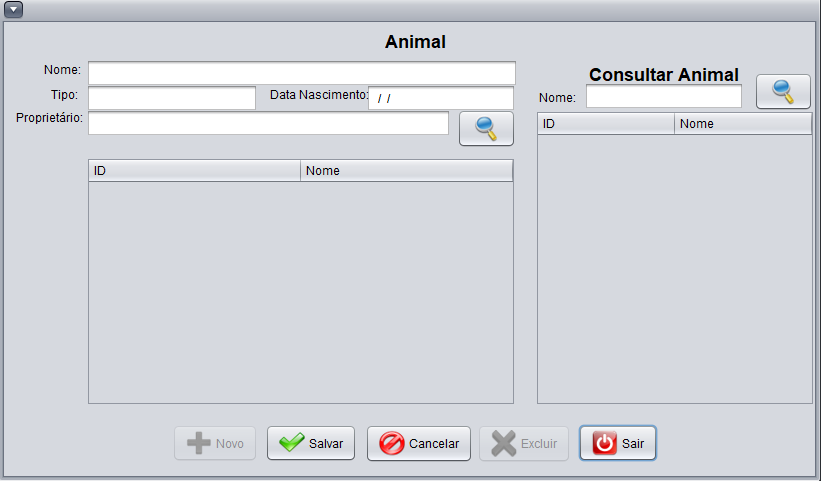 Animal
Nome:
Tipo:
Data Nascimento:
/ /
Proprietário:
ID
Nome
Consultar Animal
Nome:
ID
Nome
Novo
Salvar
Cancelar
Excluir
Sair